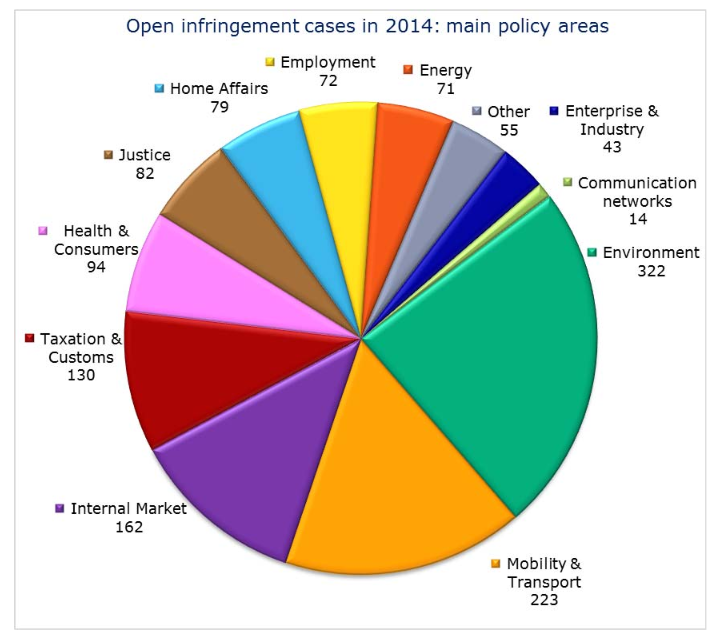 Open infringement cases in 2014: main policy areas
Employment
72
Energy
71
Home Affairs
79
Other
55
Enterprise &
Industry
43
Justice
82
Communication
networks
14
Health &
Consumers
94
Environment
322
Taxation &
Customs
130
Internal Market
162
Mobility &
Transport
223